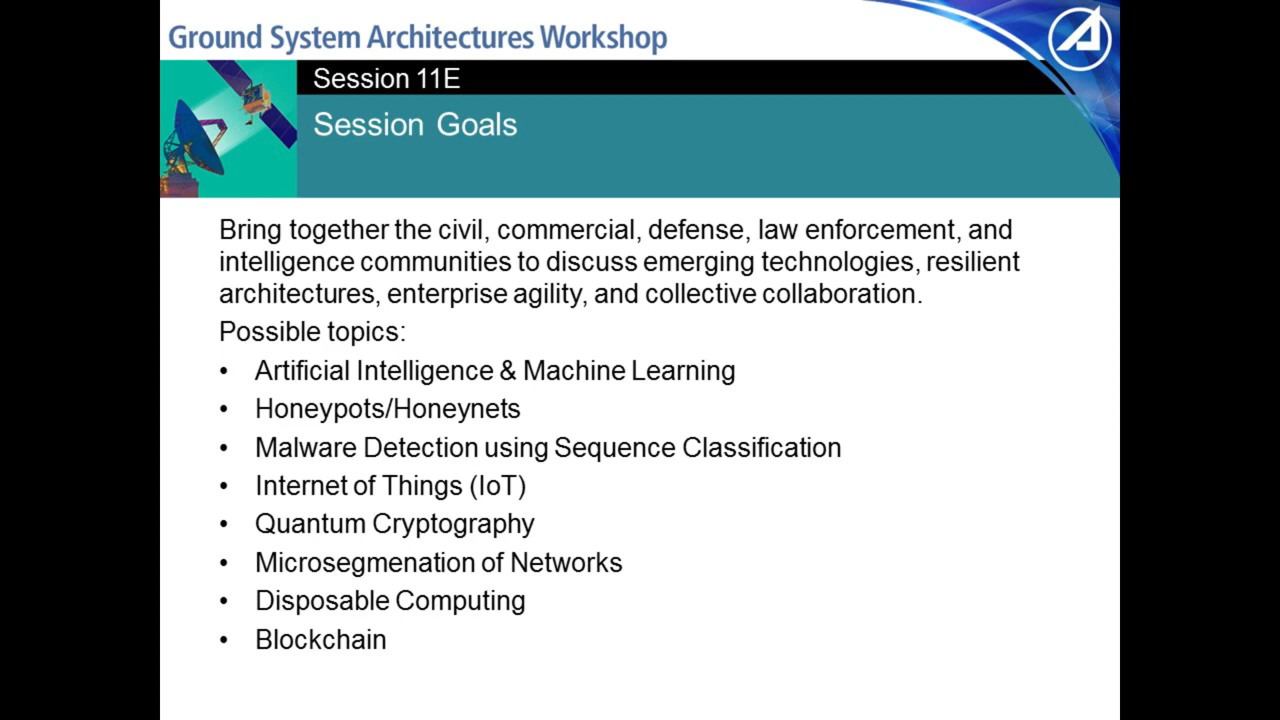 Ground System Architectures Workshop
Session 11E
Session Goals
Bring together the civil, commercial, defense, law enforcement, and
intelligence communities to discuss emerging technologies, resilient
architectures, enterprise agility, and collective collaboration.
Possible topics:
• Artificial Intelligence & Machine Learning
• Honeypots/Honeynets
• Malware Detection using Sequence Classification
• Internet of Things (IoT)
• Quantum Cryptography
• Microsegmenation of Networks
• Disposable Computing
• Blockchain